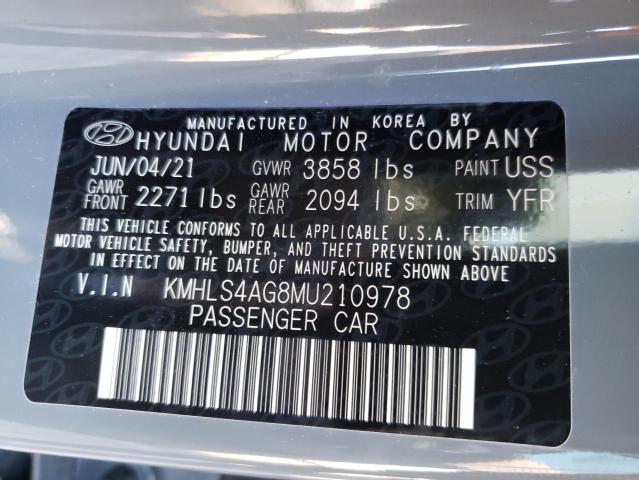 MANUFACTURED IN KOREA BY
HYUNDAI MOTOR COMPANY
JUN/04/21 GVWR 3858 lbs PAINT USS
GAWR FRONT 2271 lbs GAWR REAR 2094 lbs TRIM YFR
THIS VEHICLE CONFORMS TO ALL APPLICABLE U.S.A. FEDERAL
MOTOR VEHICLE SAFETY, BUMPER, AND THEFT PREVENTION STANDARDS
IN EFFECT ON THE DATE OF MANUFACTURE SHOWN ABOVE
V.I.N KMHLS4AG8MU210978
PASSENGER CAR